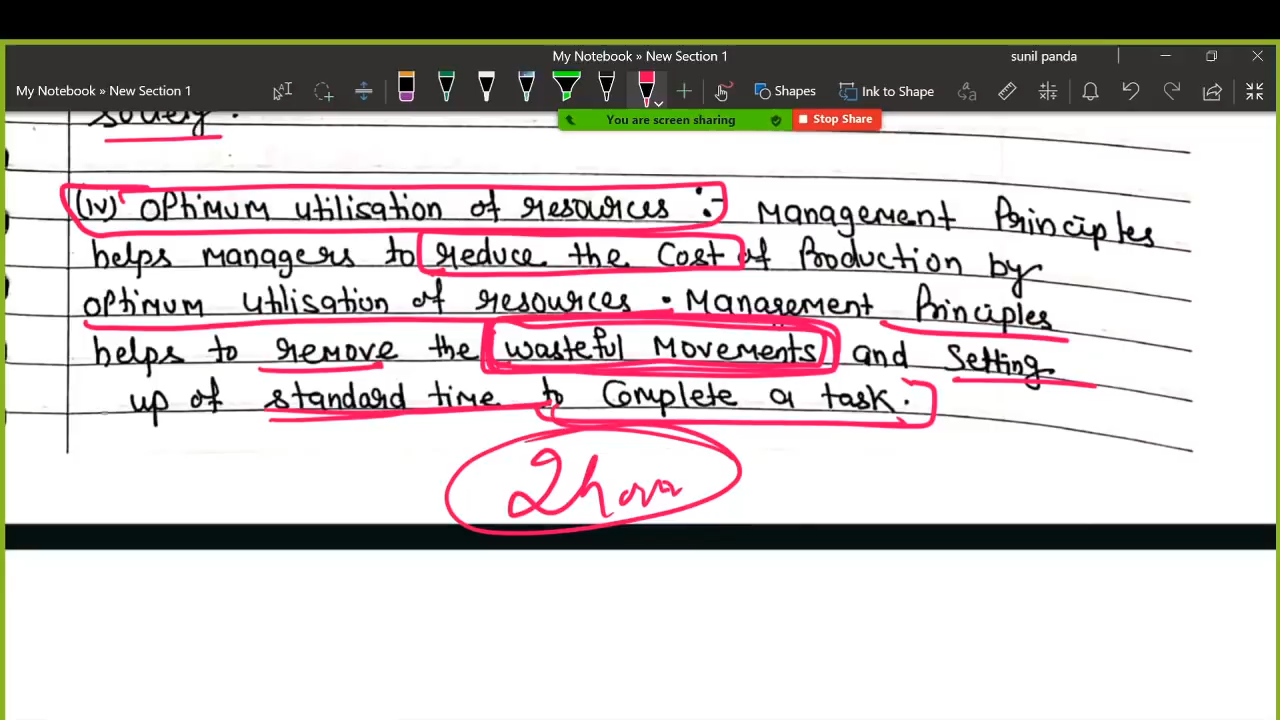 My Notebook » New Section 1
sunil panda
My Notebook » New Section 1
Shapes
Ink to Shape
You are screen sharing
Stop Share
(iv) Optimum utilisation of resources :- Management Principles
helps managers to reduce the Cost of Production by
optimum utilisation of resources. Management Principles
helps to remove the wasteful Movements and Setting
up of standard time to Complete a task.